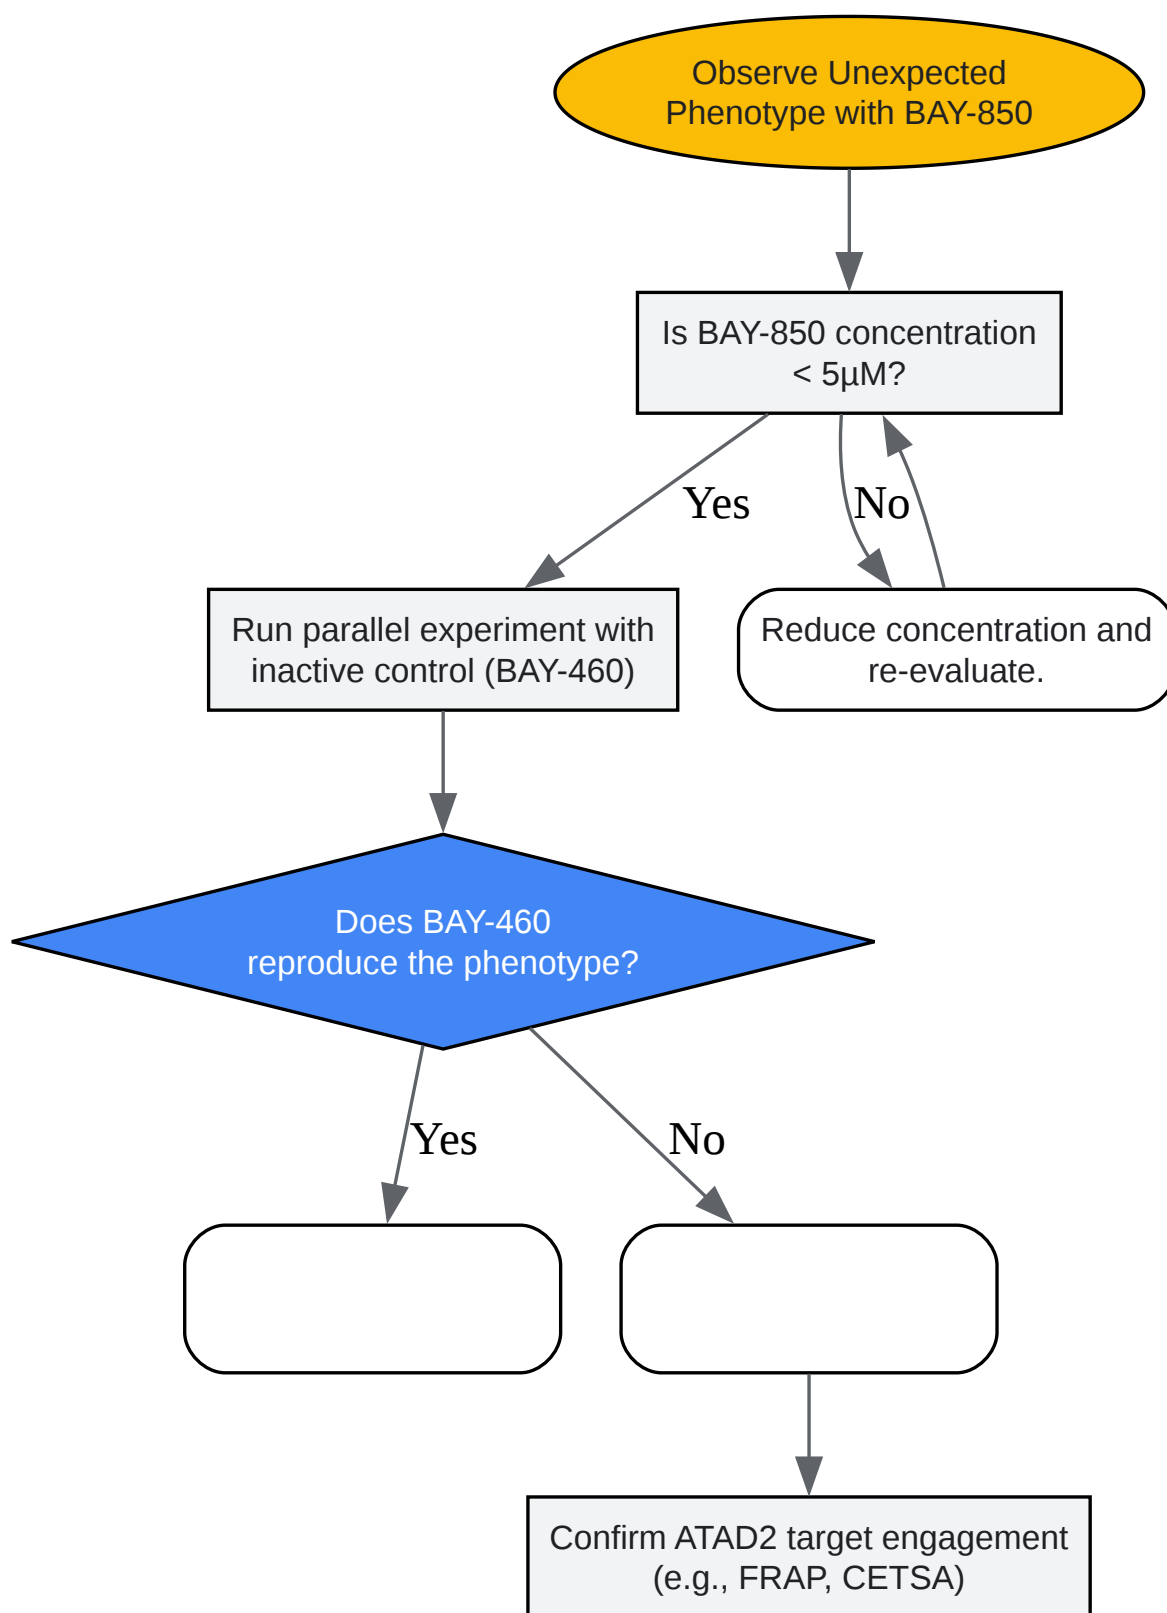 Observe Unexpected
Phenotype with BAY-850
Is BAY-850 concentration
< 5µM?
Yes
No
Run parallel experiment with
inactive control (BAY-460)
Reduce concentration and
re-evaluate.
Does BAY-460
reproduce the phenotype?
Yes
No
Confirm ATAD2 target engagement
(e.g., FRAP, CETSA)